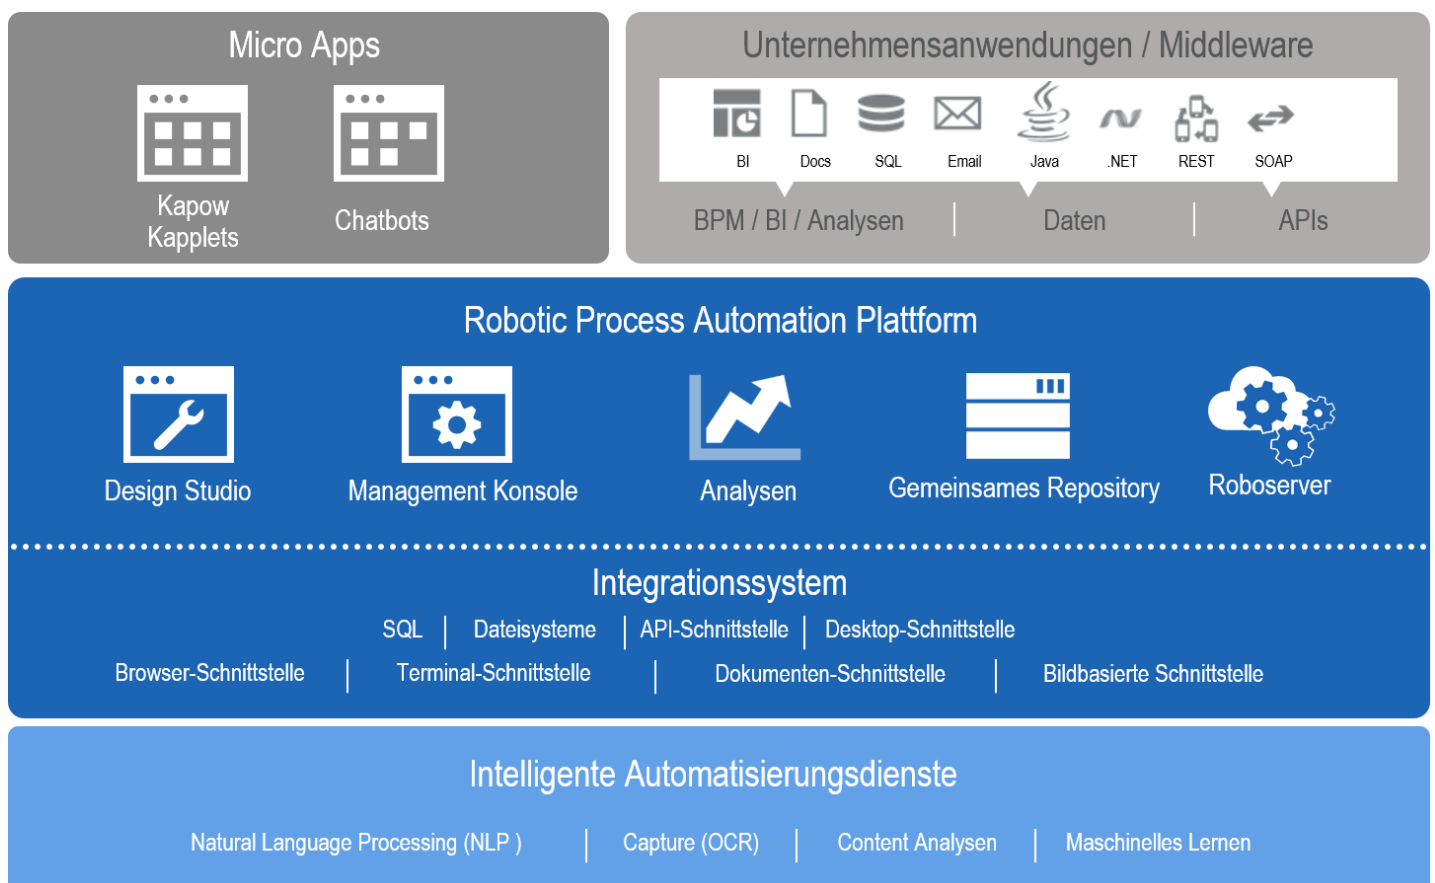 Micro Apps
Kapow
Kapplets
Chatbots
Unternehmensanwendungen / Middleware
BI Docs SQL Email Java .NET REST SOAP
BPM / BI / Analysen Daten APIs
Robotic Process Automation Plattform
Design Studio Management Konsole Analysen Gemeinsames Repository Roboserver
Integrationssystem
SQL Dateisysteme API-Schnittstelle Desktop-Schnittstelle
Browser-Schnittstelle Terminal-Schnittstelle Dokumenten-Schnittstelle Bildbasierte Schnittstelle
Intelligente Automatisierungsdienste
Natural Language Processing (NLP ) Capture (OCR) Content Analysen Maschinelles Lernen